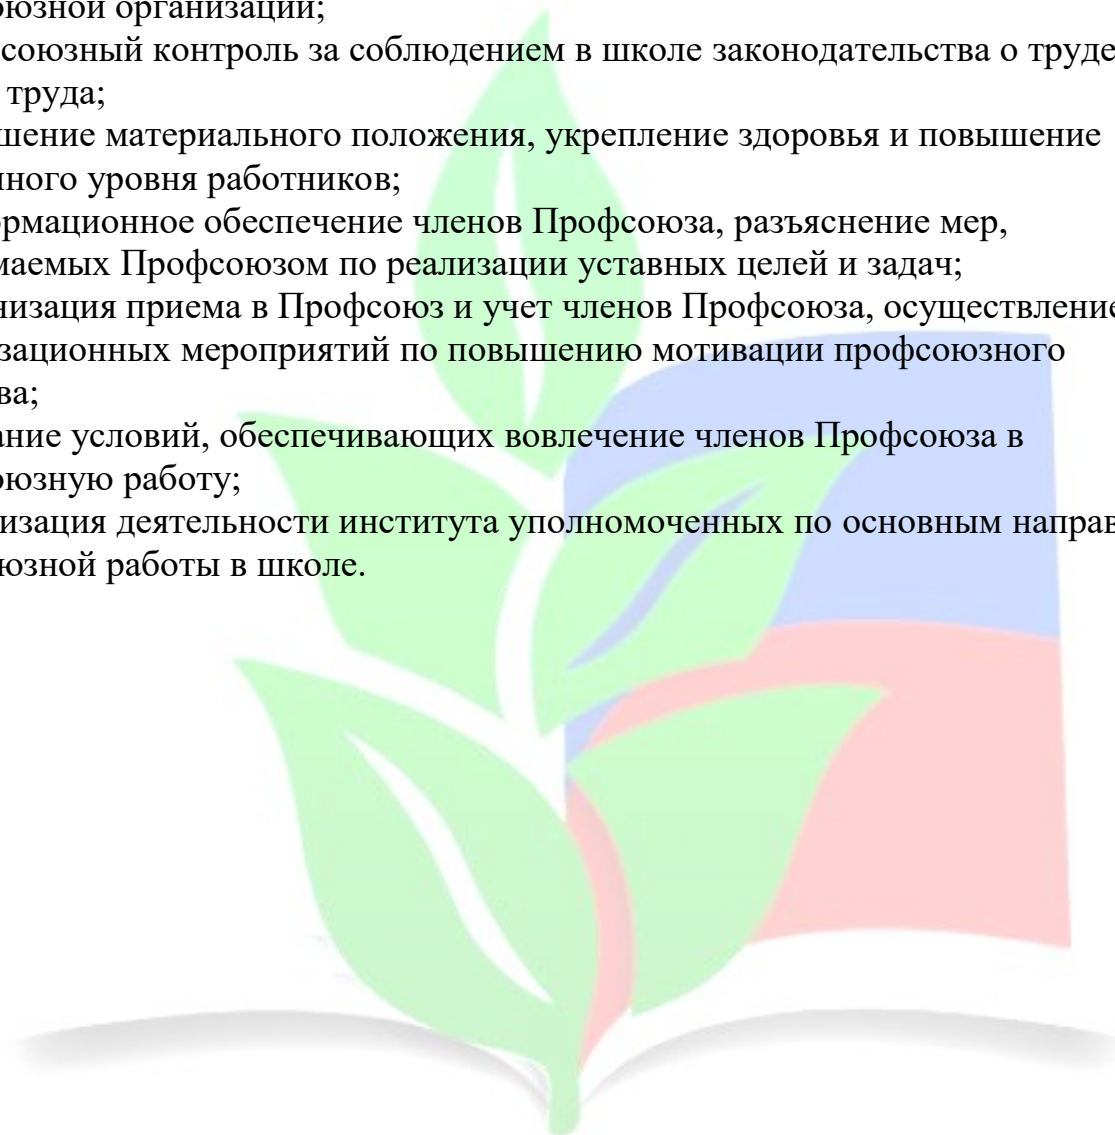 оюзной организации;
союзный контроль за соблюдением в школе законодательства о труде
труда;
шение материального положения, укрепление здоровья и повышение
ного уровня работников;
ормационное обеспечение членов Профсоюза, разъяснение мер,
маемых Профсоюзом по реализации уставных целей и задач;
низация приема в Профсоюз и учет членов Профсоюза, осуществление
зационных мероприятий по повышению мотивации профсоюзного
ва;
ание условий, обеспечивающих вовлечение членов Профсоюза в
оюзную работу;
изация деятельности института уполномоченных по основным направ
юзной работы в школе.